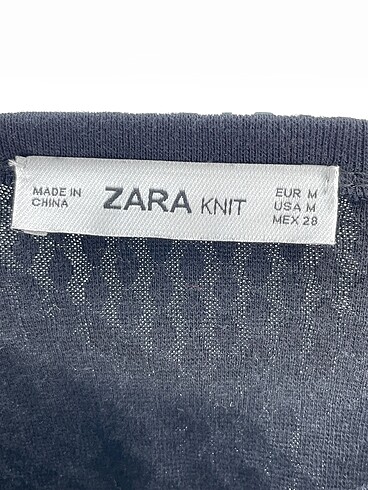 MADE IN
CHINA
ZARA KNIT
EUR M
USA M
MEX 28